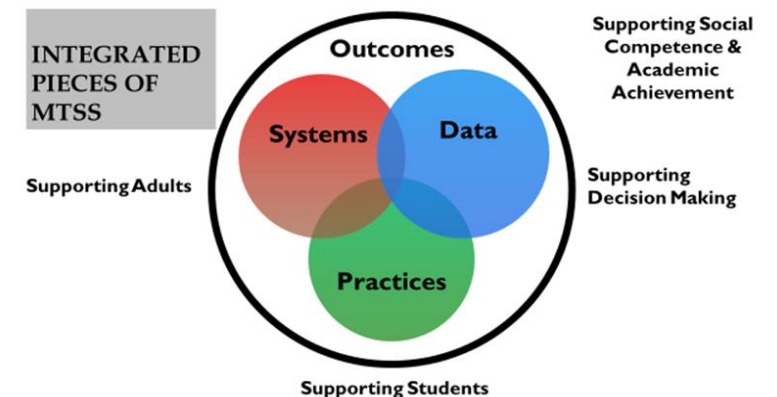 INTEGRATED
PIECES OF
MTSS
Outcomes
Supporting Social
Competence &
Academic
Achievement
Systems
Data
Supporting Adults
Supporting
Decision Making
Practices
Supporting Students